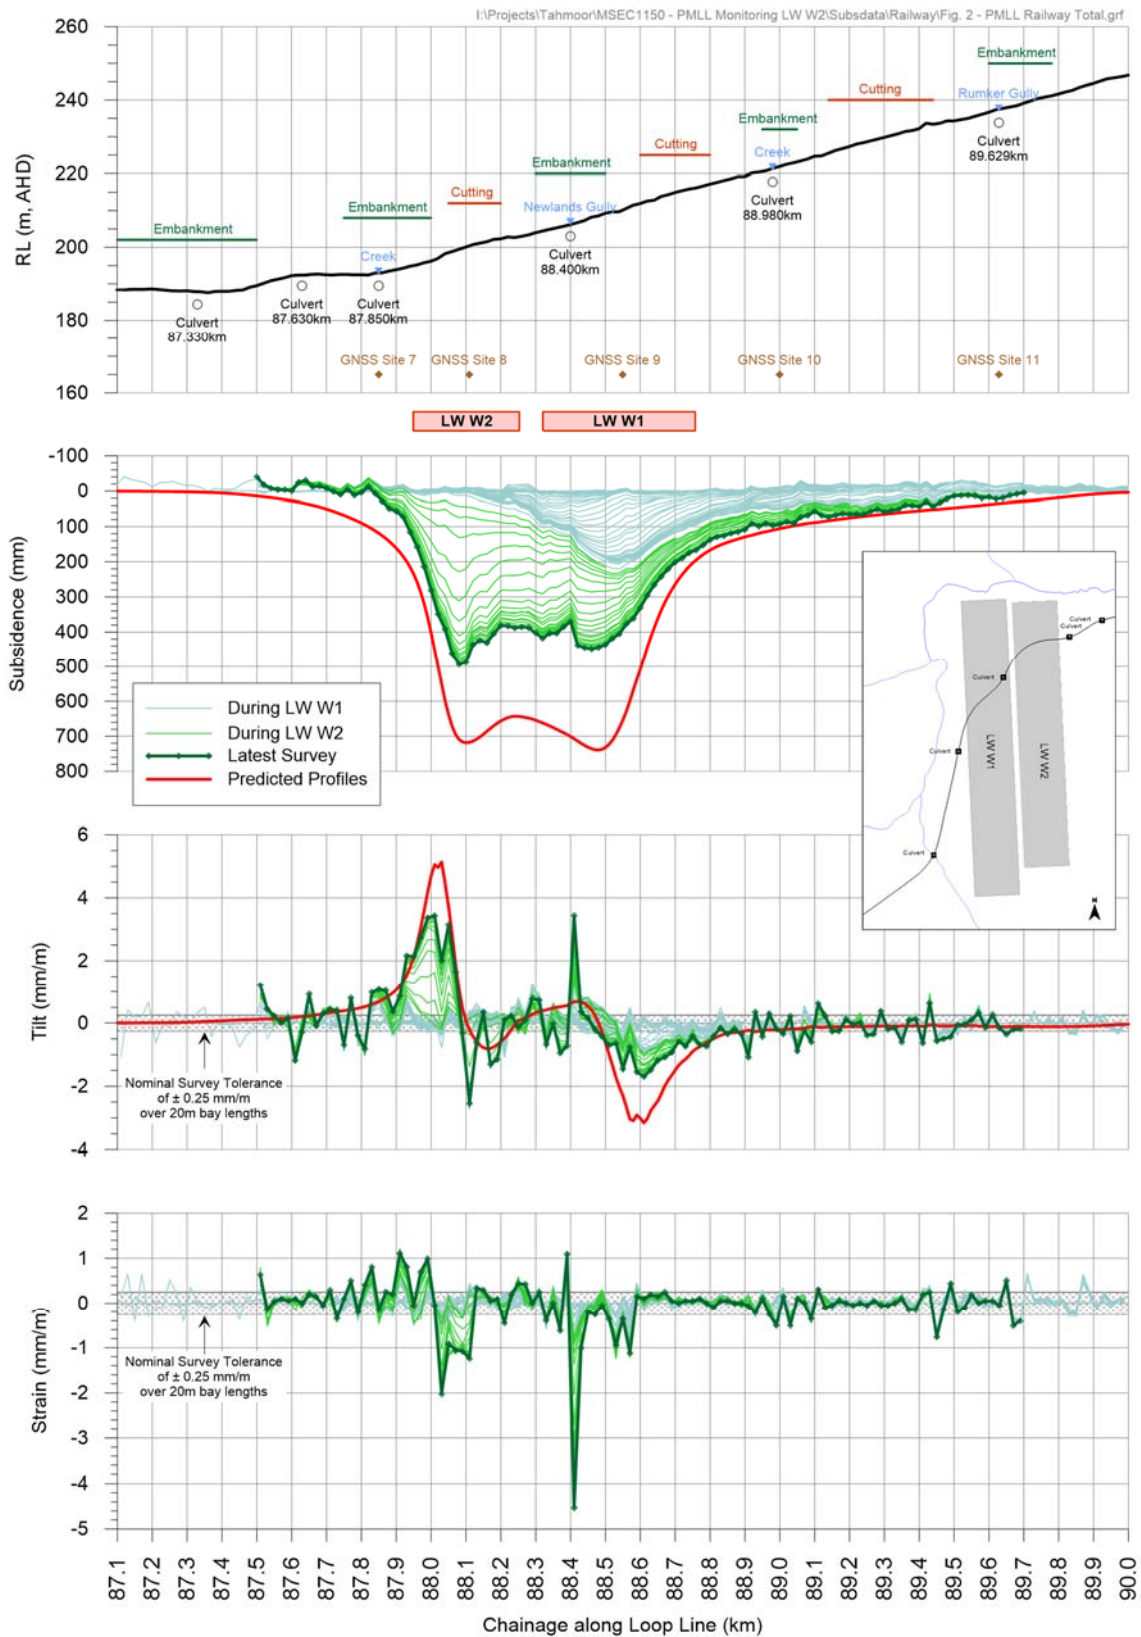 I:\Projects\Tahmoor\MSEC1150 - PMLL Monitoring LW W2\Subsdata\Railway\Fig. 2 - PMLL Railway Total.grf
260
240
220
200
180
160
RL (m, AHD)
Embankment
Embankment
Cutting
Embankment
Cutting
Embankment
Cutting
Embankment
Creek
Newlands Gully
Creek
Rumker Gully
Culvert
87.330km
Culvert
87.630km
Culvert
87.850km
Culvert
88.400km
Culvert
88.980km
Culvert
89.629km
GNSS Site 7
GNSS Site 8
GNSS Site 9
GNSS Site 10
GNSS Site 11
LW W2
LW W1
-100
0
100
200
300
400
500
600
700
800
Subsidence (mm)
During LW W1
During LW W2
Latest Survey
Predicted Profiles
Culvert
Culvert
Culvert
Culvert
Culvert
LW W1
LW W2
N
6
4
2
0
-2
-4
Tilt (mm/m)
Nominal Survey Tolerance
of ± 0.25 mm/m
over 20m bay lengths
2
1
0
-1
-2
-3
-4
-5
Strain (mm/m)
Nominal Survey Tolerance
of ± 0.25 mm/m
over 20m bay lengths
87.1
87.2
87.3
87.4
87.5
87.6
87.7
87.8
87.9
88.0
88.1
88.2
88.3
88.4
88.5
88.6
88.7
88.8
88.9
89.0
89.1
89.2
89.3
89.4
89.5
89.6
89.7
89.8
89.9
90.0
Chainage along Loop Line (km)